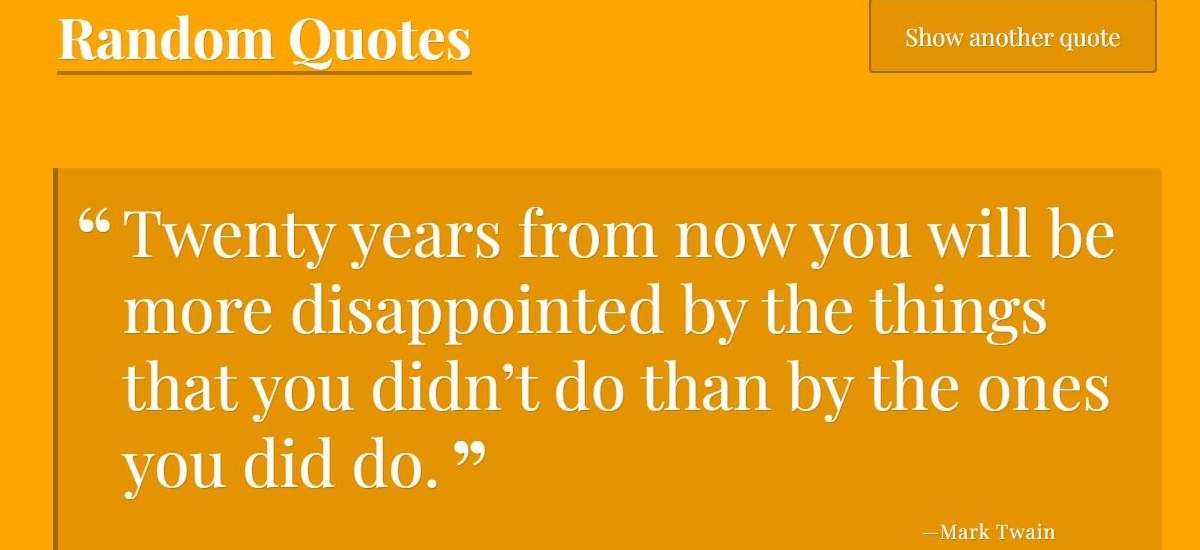 Random Quotes
Show another quote
“Twenty years from now you will be
more disappointed by the things
that you didn’t do than by the ones
you did do.”
—Mark Twain